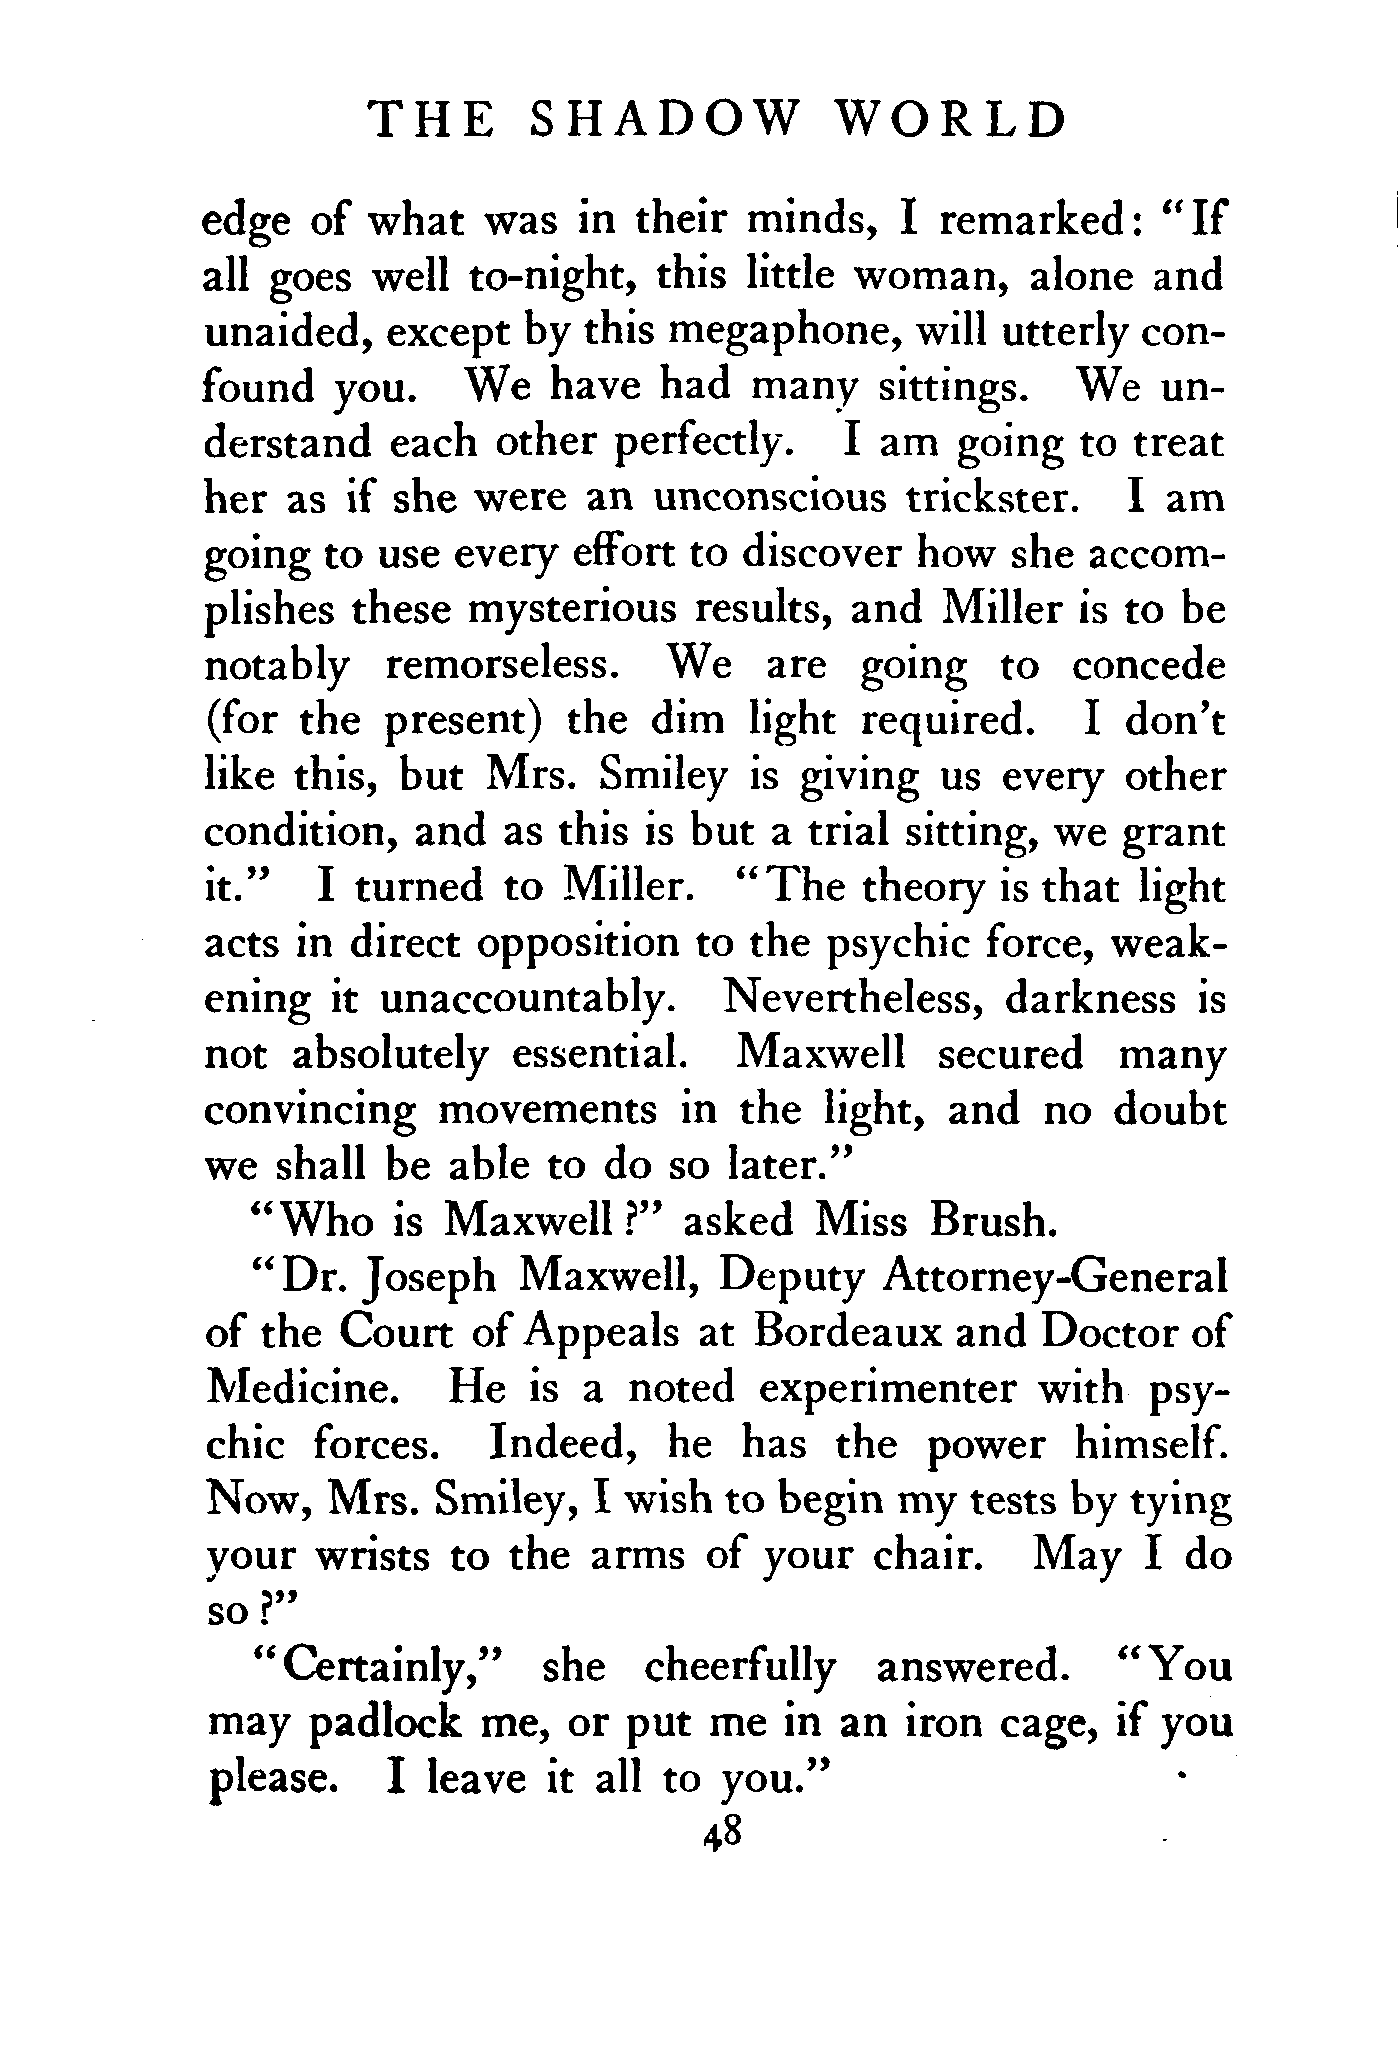 THE SHADOW WORLD
edge of what was in their minds, I remarked: "If
all goes well to-night, this little woman, alone and
unaided, except by this megaphone, will utterly con-
found you. We have had many sittings. We un-
derstand each other perfectly. I am going to treat
her as if she were an unconscious trickster. I am
going to use every effort to discover how she accom-
plishes these mysterious results, and Miller is to be
notably remorseless. We are going to concede
(for the present) the dim light required. I don't
like this, but Mrs. Smiley is giving us every other
condition, and as this is but a trial sitting, we grant
it." I turned to Miller. "The theory is that light
acts in direct opposition to the psychic force, weak-
ening it unaccountably. Nevertheless, darkness is
not absolutely essential. Maxwell secured many
convincing movements in the light, and no doubt
we shall be able to do so later."
"Who is Maxwell?" asked Miss Brush.
"Dr. Joseph Maxwell, Deputy Attorney-General
of the Court of Appeals at Bordeaux and Doctor of
Medicine. He is a noted experimenter with psy-
chic forces. Indeed, he has the power himself.
Now, Mrs. Smiley, I wish to begin my tests by tying
your wrists to the arms of your chair. May I do
so?"
"Certainly," she cheerfully answered. "You
may padlock me, or put me in an iron cage, if you
please. I leave it all to you."
48